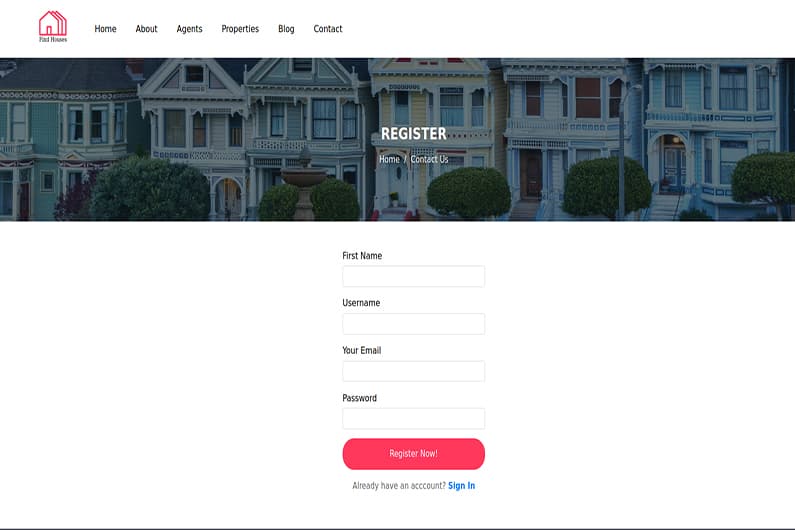 Find Houses
Home About Agents Properties Blog Contact
REGISTER
Home / Contact Us
First Name
Username
Your Email
Password
Register Now!
Already have an acccount? Sign In